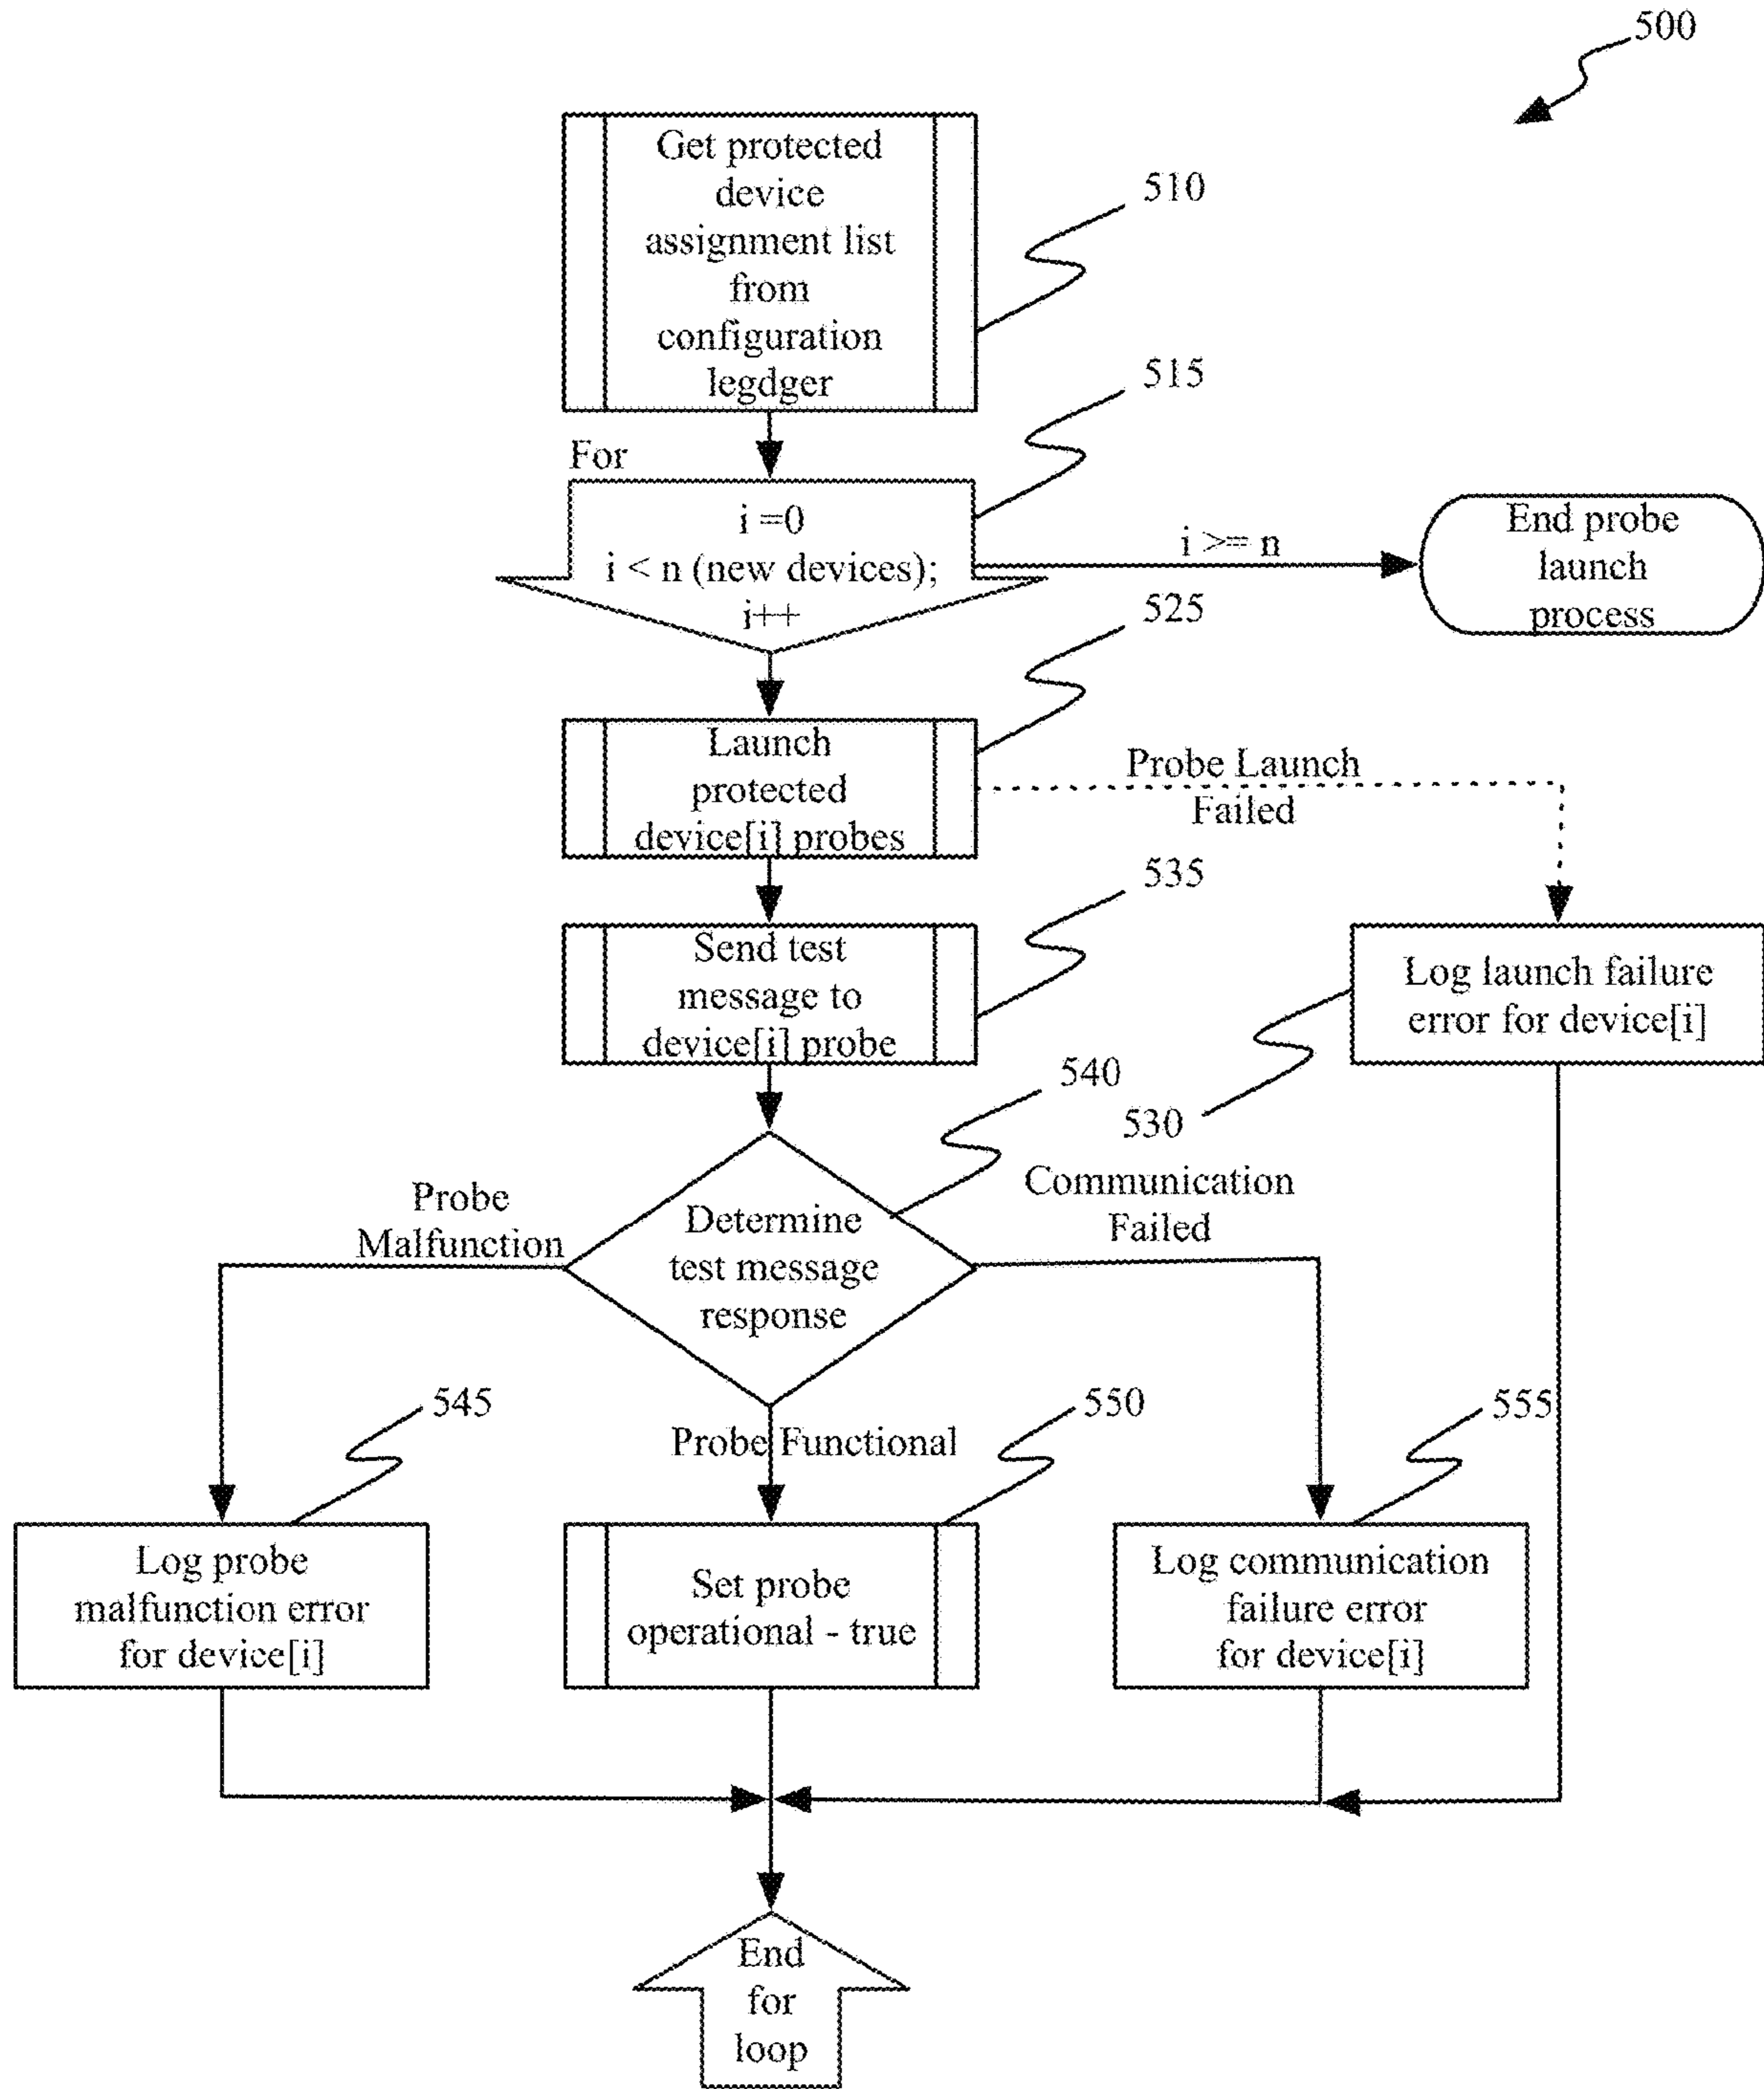 500
Get protected
device
assignment list
from
configuration
legdger
510
515
For
i =0
i < n (new devices);
i++
i >= n
End probe
launch
process
525
Launch
protected
device[i] probes
Probe Launch
Failed
535
Send test
message to
device[i] probe
Log launch failure
error for device[i]
530
540
Determine
test message
response
Probe
Malfunction
Communication
Failed
Probe Functional
545
550
555
Log probe
malfunction error
for device[i]
Set probe
operational - true
Log communication
failure error
for device[i]
End
for
loop